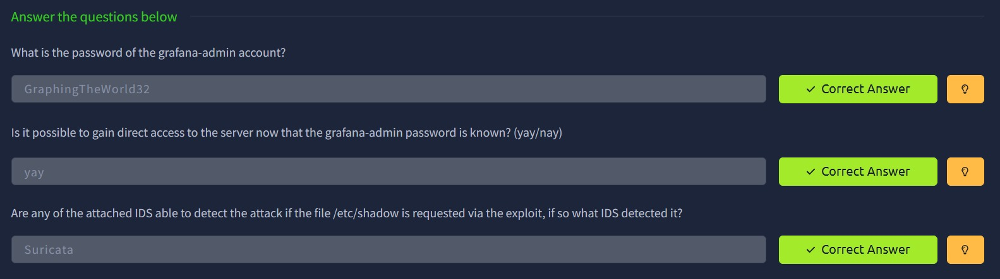 Answer the questions below
What is the password of the grafana-admin account?
GraphingTheWorld32
Correct Answer
Is it possible to gain direct access to the server now that the grafana-admin password is known? (yay/nay)
yay
Correct Answer
Are any of the attached IDS able to detect the attack if the file /etc/shadow is requested via the exploit, if so what IDS detected it?
Suricata
Correct Answer